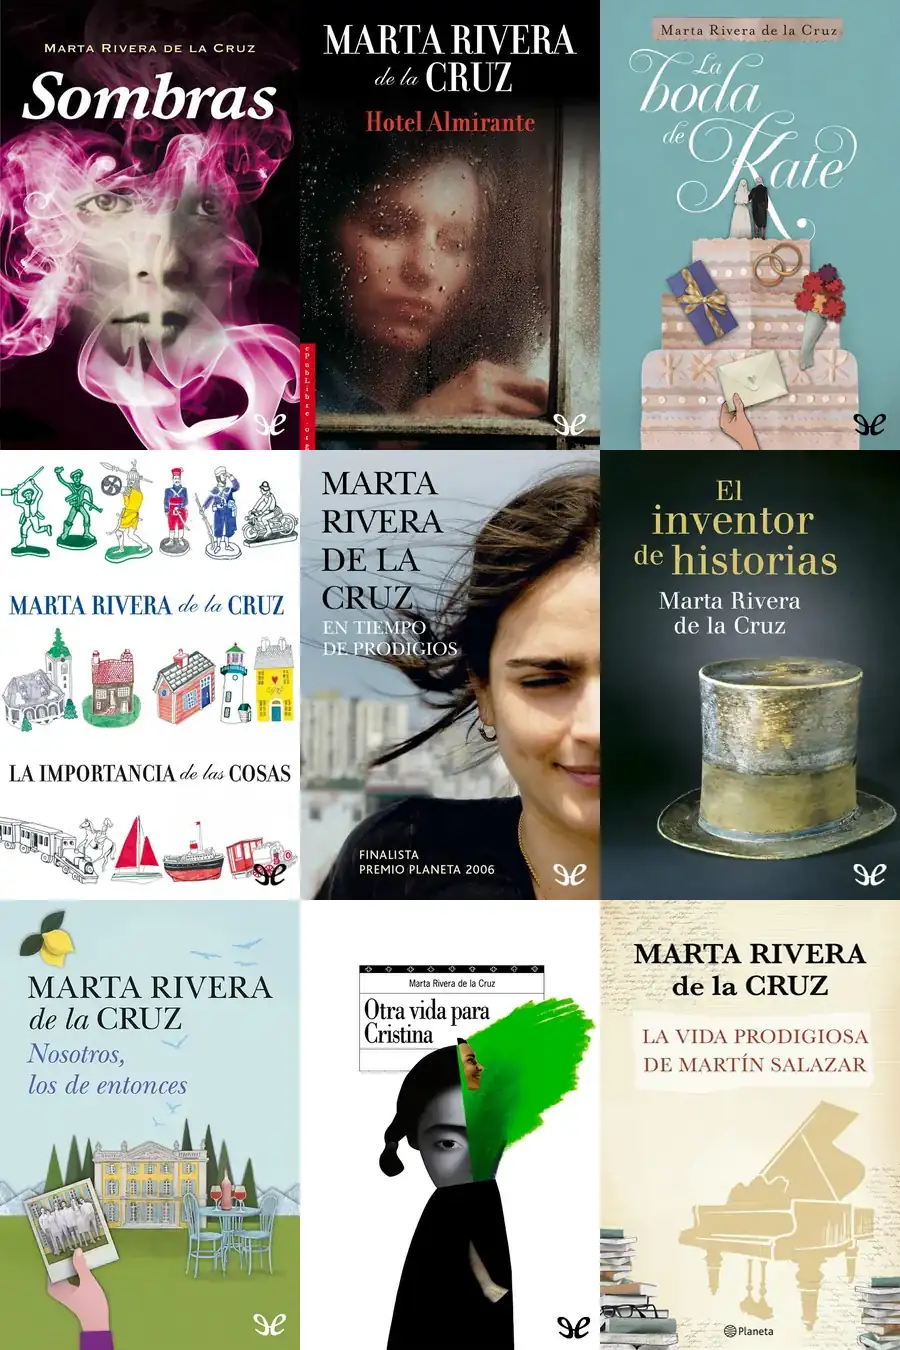 MARTA RIVERA DE LA CRUZ
Sombras
MARTA RIVERA
de la CRUZ
Hotel Almirante
ePubLibre.org
Marta Rivera de la Cruz
La
boda
de
Kate
MARTA RIVERA de la CRUZ
LA IMPORTANCIA de las COSAS
MARTA
RIVERA
DE LA
CRUZ
EN TIEMPO
DE PRODIGIOS
FINALISTA
PREMIO PLANETA 2006
El
inventor
de historias
Marta Rivera
de la Cruz
MARTA RIVERA
de la CRUZ
Nosotros,
los de entonces
Marta Rivera de la Cruz
Otra vida para
Cristina
MARTA RIVERA
de la CRUZ
LA VIDA PRODIGIOSA
DE MARTÍN SALAZAR
Planeta